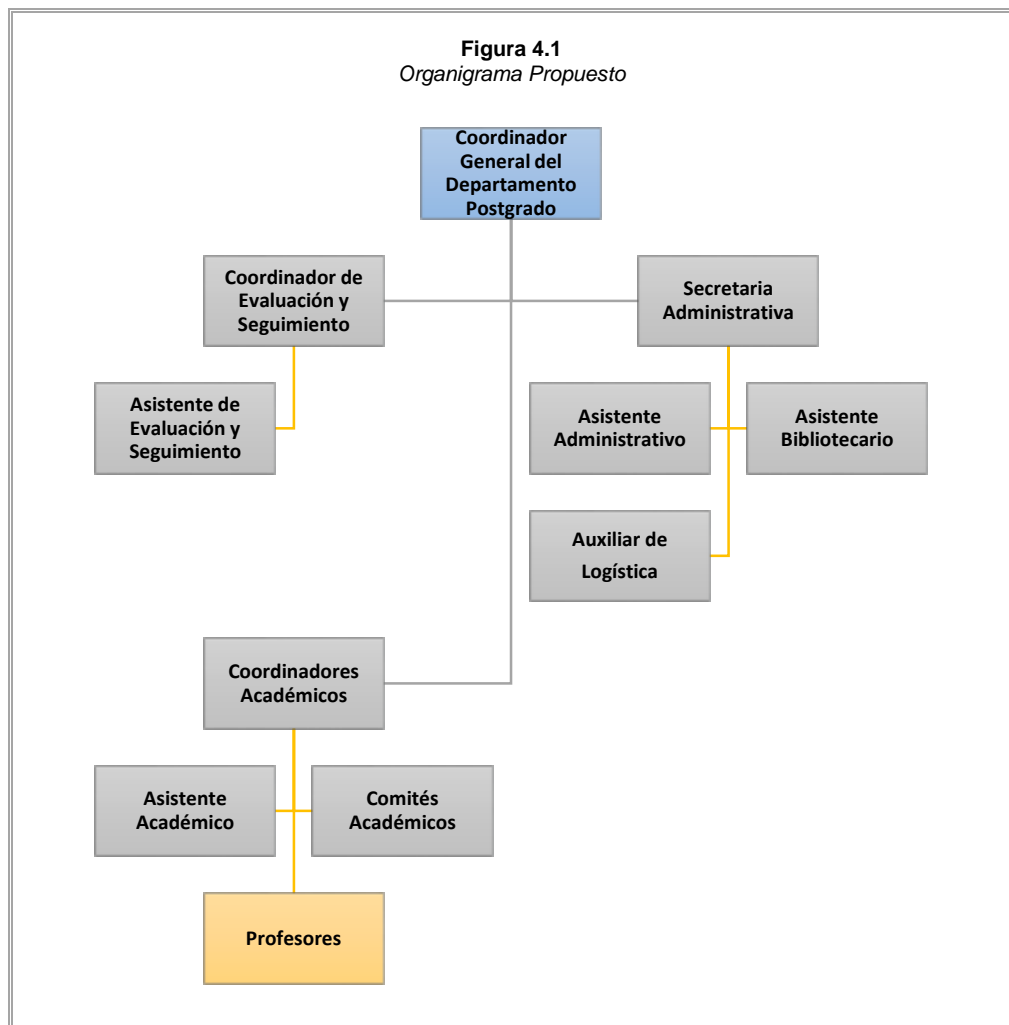 Figura 4.1
Organigrama Propuesto
Coordinador
General del
Departamento
Postgrado
Coordinador de
Evaluación y
Seguimiento
Secretaria
Administrativa
Asistente de
Evaluación y
Seguimiento
Asistente
Administrativo
Asistente
Bibliotecario
Auxiliar de
Logística
Coordinadores
Académicos
Asistente
Académico
Comités
Académicos
Profesores